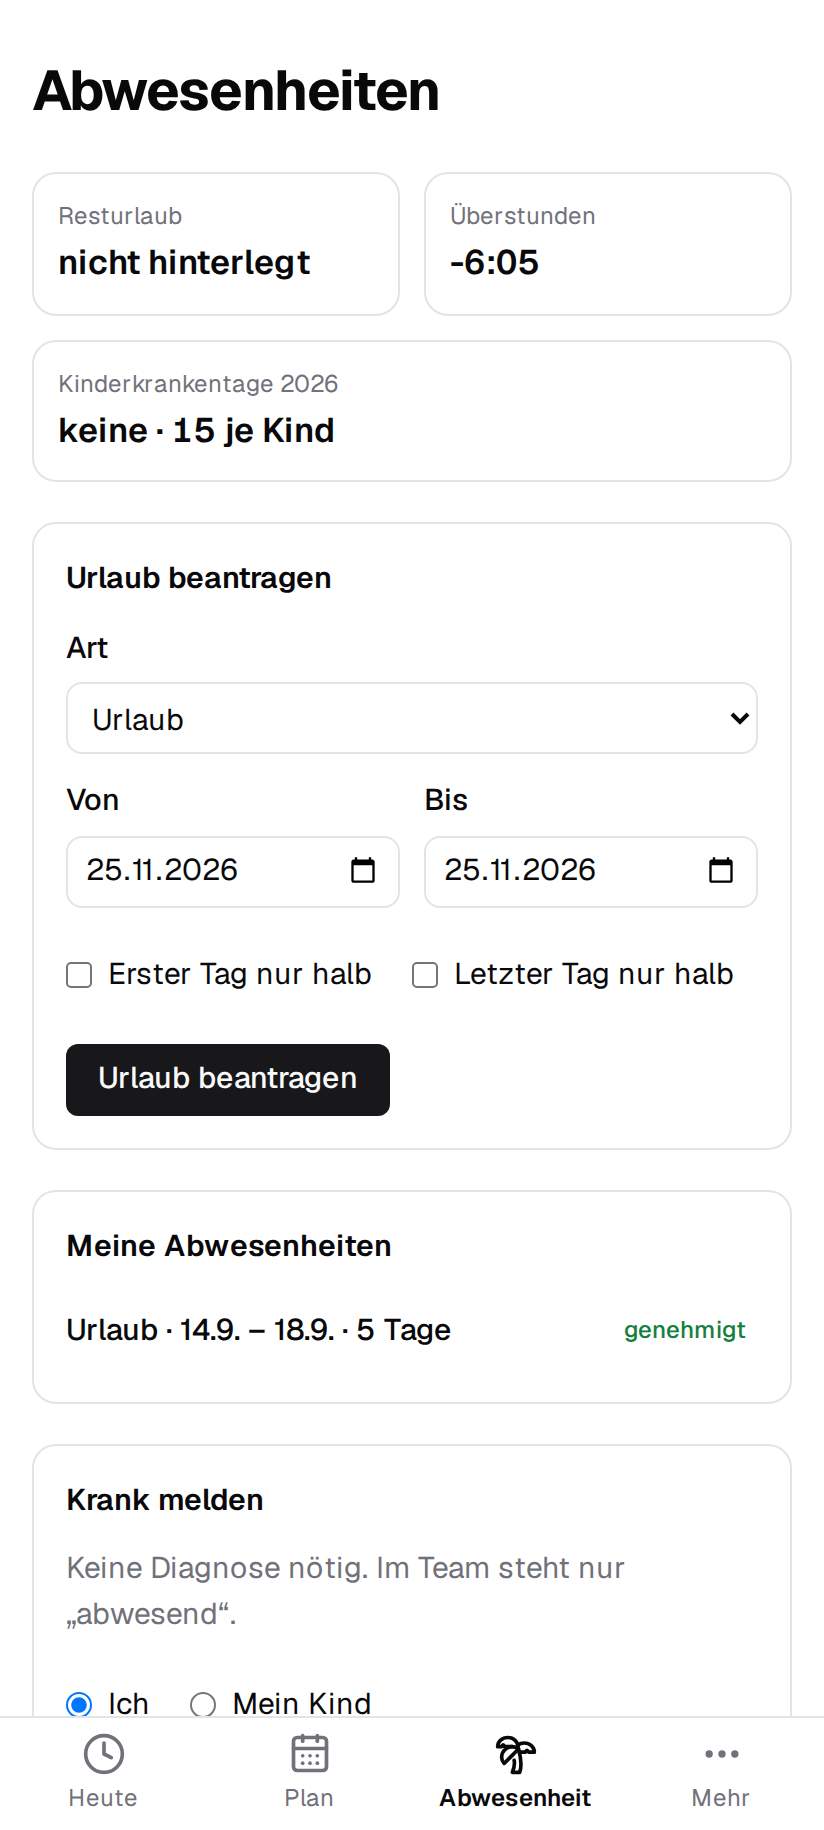 Abwesenheiten
Resturlaub
nicht hinterlegt
Überstunden
-6:05
Kinderkrankentage 2026
keine · 15 je Kind
Urlaub beantragen
Art
Urlaub
Von
Bis
25.11.2026
25.11.2026
Erster Tag nur halb
Letzter Tag nur halb
Urlaub beantragen
Meine Abwesenheiten
Urlaub · 14.9. – 18.9. · 5 Tage
genehmigt
Krank melden
Keine Diagnose nötig. Im Team steht nur
„abwesend“.
Ich
Mein Kind
Heute
Plan
Abwesenheit
Mehr